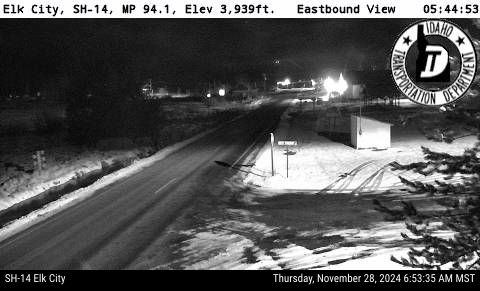 Elk City, SH-14, MP 94.1, Elev 3,939ft. Eastbound View 05:44:53
IDAHO
TRANSPORTATION DEPARTMENT
SH-14 Elk City Thursday, November 28, 2024 6:53:35 AM MST